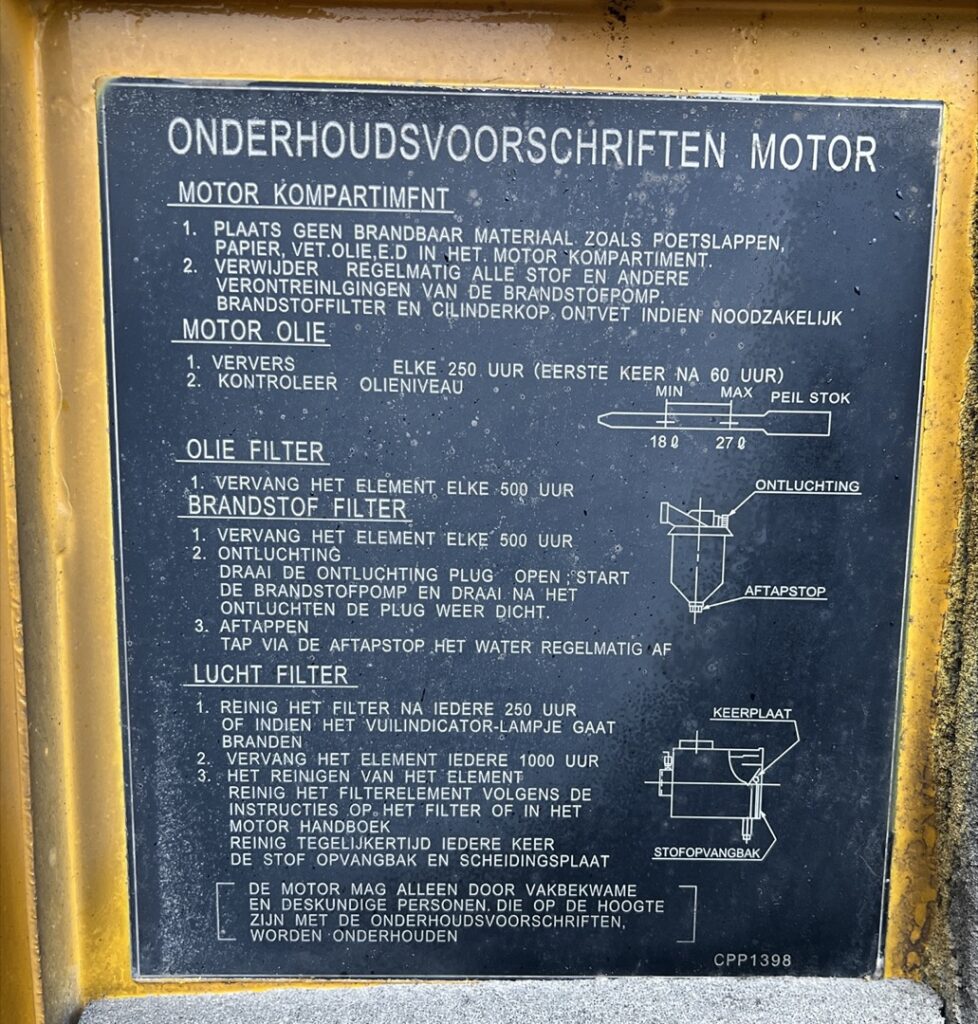 ONDERHOUDSVOORSCHRIFTEN MOTOR
MOTOR KOMPARTIMFNT
1. PLAATS GEEN BRANDBAAR MATERIAAL ZOALS POETSLAPPEN,
PAPIER, VET.OLIE,E.D IN HET. MOTOR KOMPARTIMENT.
2. VERWIJDER REGELMATIG ALLE STOF EN ANDERE
VERONTREINLGINGEN VAN DE BRANDSTOFPOMP.
BRANDSTOFFILTER EN CILINDERKOP. ONTVET INDIEN NOODZAKELIJK
MOTOR OLIE
1. VERVERS ELKE 250 UUR (EERSTE KEER NA 60 UUR)
2. KONTROLEER OLIENIVEAU
MIN MAX PEIL STOK
18 ℓ 27 ℓ
OLIE FILTER
1. VERVANG HET ELEMENT ELKE 500 UUR
BRANDSTOF FILTER
ONTLUCHTING
1. VERVANG HET ELEMENT ELKE 500 UUR
2. ONTLUCHTING
DRAAI DE ONTLUCHTING PLUG OPEN ; START
DE BRANDSTOFPOMP EN DRAAI NA HET
ONTLUCHTEN DE PLUG WEER DICHT.
AFTAPSTOP
3. AFTAPPEN
TAP VIA DE AFTAPSTOP HET WATER REGELMATIG AF
LUCHT FILTER
1. REINIG HET FILTER NA IEDERE 250 UUR
OF INDIEN HET VUILINDICATOR-LAMPJE GAAT
BRANDEN
KEERPLAAT
2. VERVANG HET ELEMENT IEDERE 1000 UUR
3. HET REINIGEN VAN HET ELEMENT
REINIG HET FILTERELEMENT VOLGENS DE
INSTRUCTIES OP HET FILTER OF IN HET
MOTOR HANDBOEK
REINIG TEGELIJKERTIJD IEDERE KEER
DE STOF OPVANGBAK EN SCHEIDINGSPLAAT
STOFOPVANGBAK
DE MOTOR MAG ALLEEN DOOR VAKBEKWAME
EN DESKUNDIGE PERSONEN. DIE OP DE HOOGTE
ZIJN MET DE ONDERHOUDSVOORSCHRIFTEN,
WORDEN ONDERHOUDEN
CPP1398